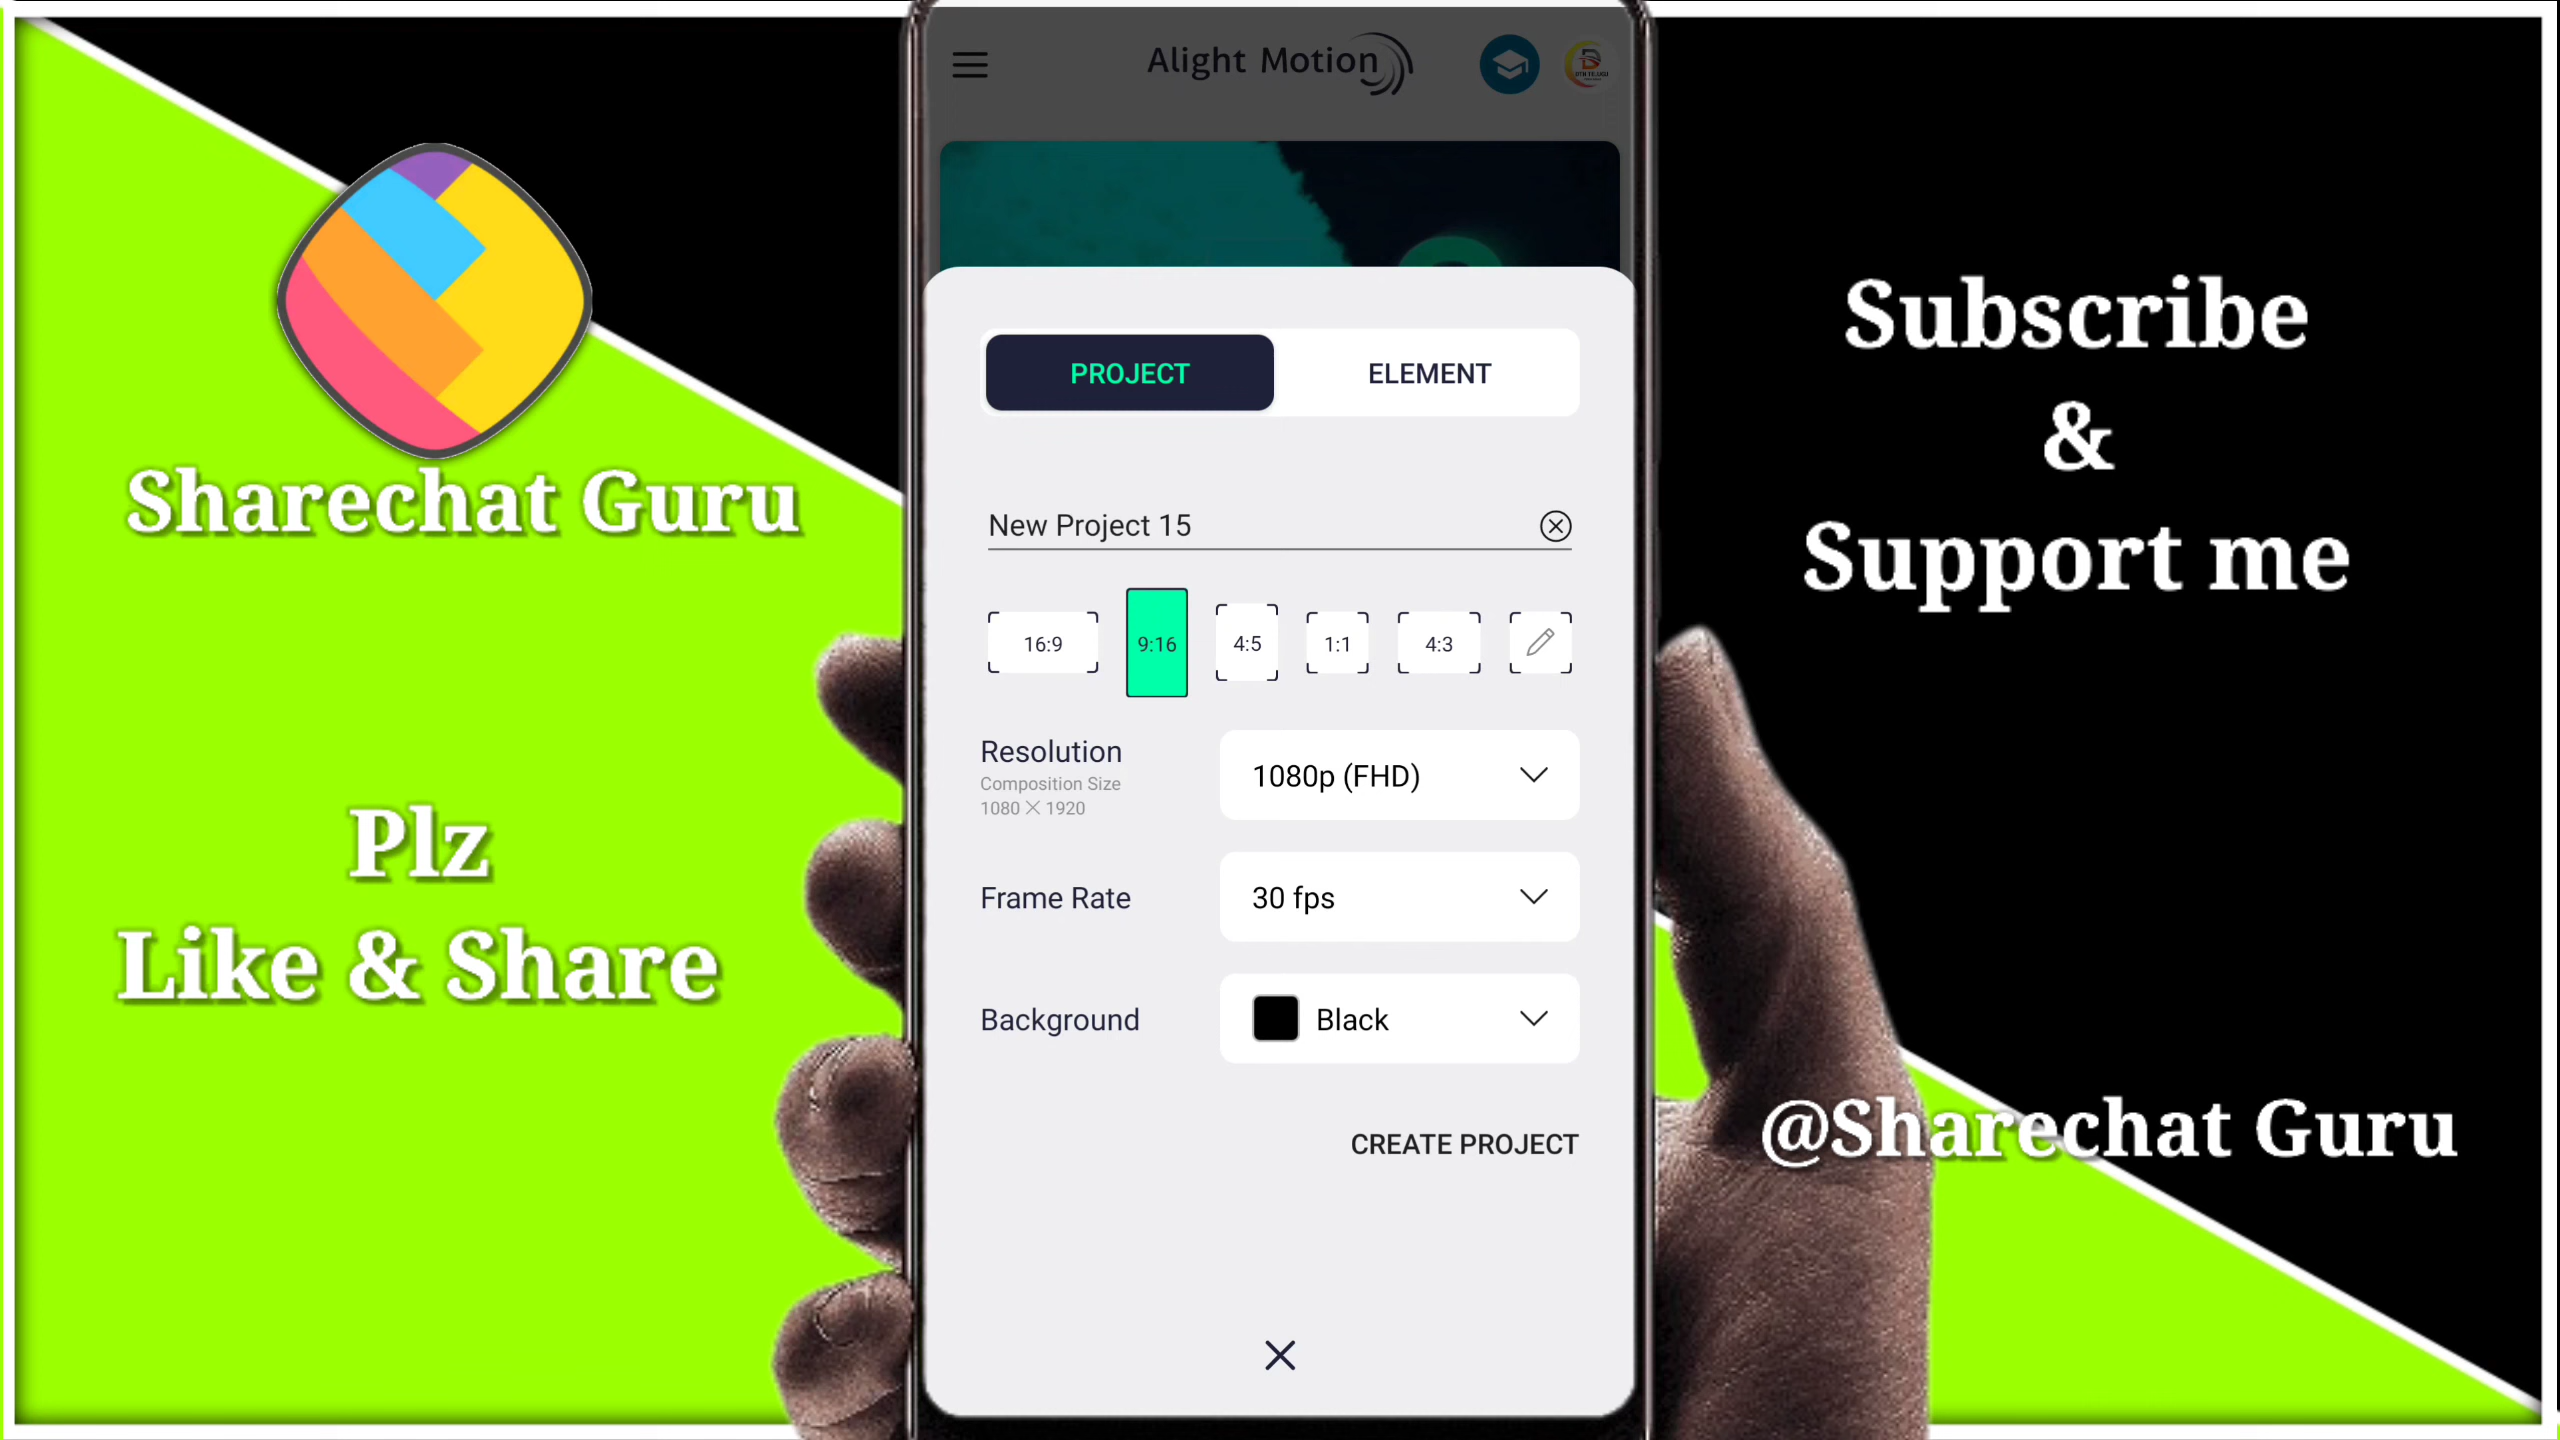 Alight Motion
PROJECT
ELEMENT
New Project 15
16:9
9:16
4:5
1:1
4:3
Resolution
Composition Size
1080 × 1920
1080p (FHD)
Frame Rate
30 fps
Background
Black
CREATE PROJECT
Sharechat Guru
Plz
Like & Share
Subscribe
&
Support me
@Sharechat Guru